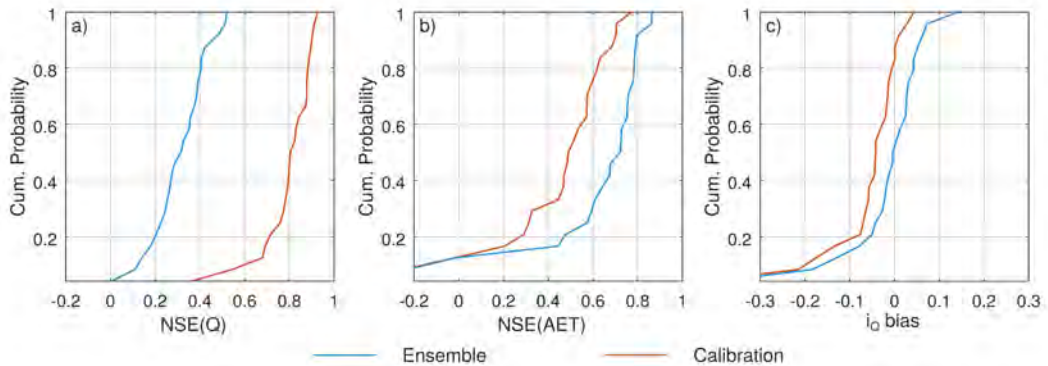 a)
Cum. Probability
1
0.8
0.6
0.4
0.2
-0.2 0 0.2 0.4 0.6 0.8 1
NSE(Q)
b)
Cum. Probability
1
0.8
0.6
0.4
0.2
-0.2 0 0.2 0.4 0.6 0.8 1
NSE(AET)
c)
Cum. Probability
1
0.8
0.6
0.4
0.2
-0.3 -0.2 -0.1 0 0.1 0.2 0.3
iQ bias
Ensemble Calibration